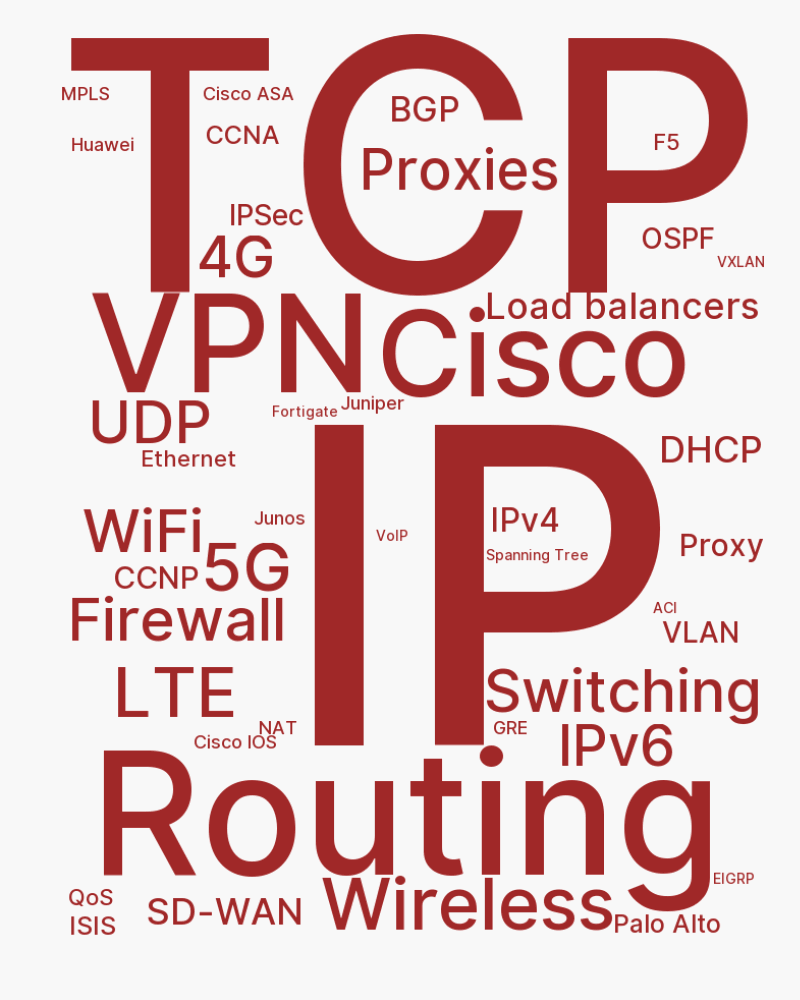 TCP
MPLS
Cisco ASA
BGP
CCNA
F5
Huawei
Proxies
IPSec
OSPF
4G
VXLAN
VPN
Load balancers
Cisco
Juniper
Fortigate
UDP
Ethernet
DHCP
IP
WiFi
Junos
IPv4
VoIP
Proxy
Spanning Tree
5G
CCNP
ACI
Firewall
VLAN
LTE
Switching
NAT
GRE
Cisco IOS
IPv6
Routing
EIGRP
QoS
SD-WAN
Wireless
ISIS
Palo Alto